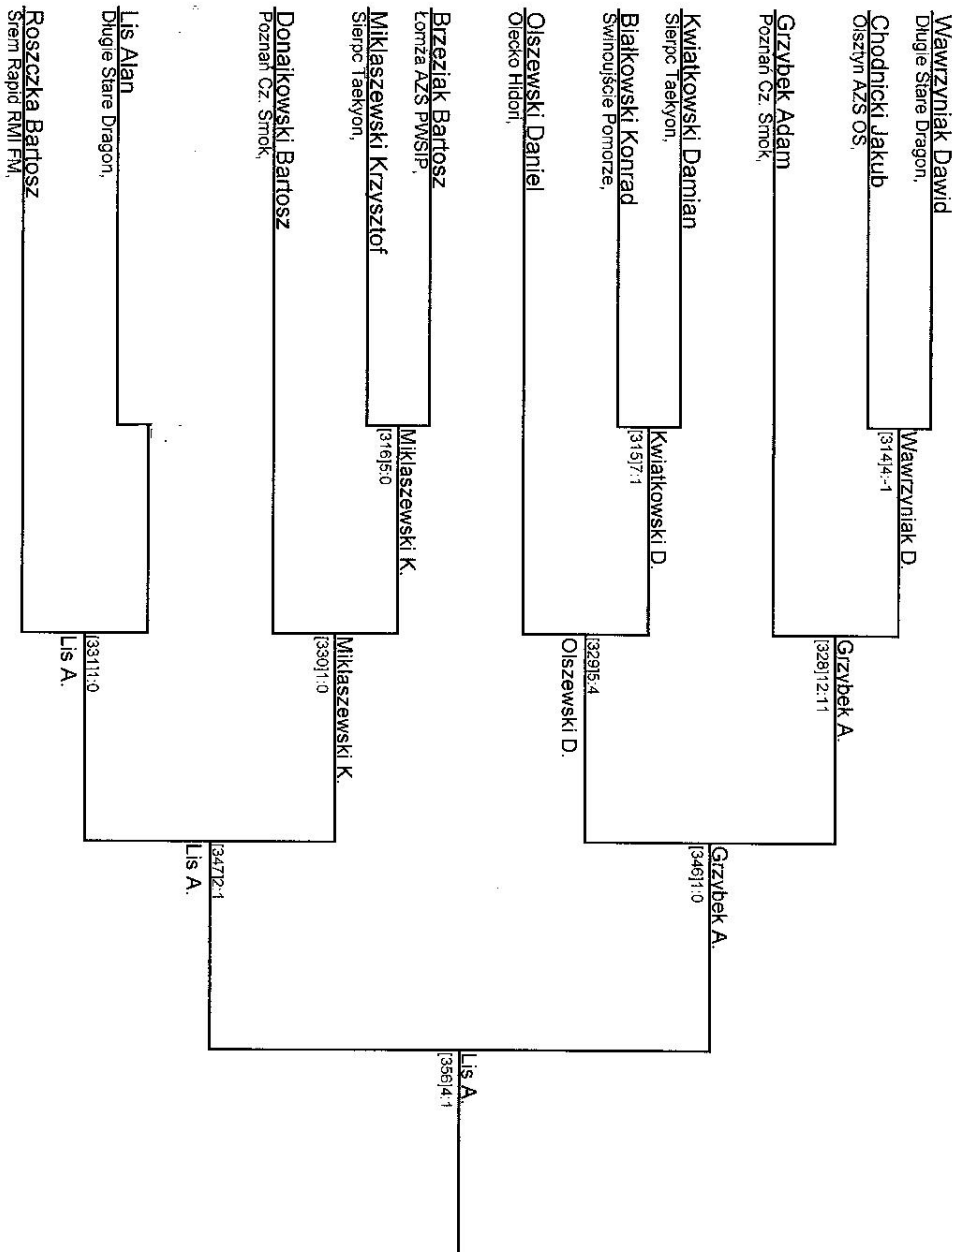 Wawrzyniak Dawid
Długie Stare Dragon,
Chodnicki Jakub
Olsztyn AZS OŚ,
Grzybek Adam
Poznań Cz. Smok,
Kwiatkowski Damian
Sierpc Taekyon,
Białkowski Konrad
Świnoujście Pomorze,
Olszewski Daniel
Olecko Hidori,
Brzeziak Bartosz
Łomża AZS PWSIP,
Miklaszewski Krzysztof
Sierpc Taekyon,
Donajkowski Bartosz
Poznań Cz. Smok,
Lis Alan
Długie Stare Dragon,
Roszczka Bartosz
Śrem Rapid RMI FM,
Wawrzyniak D.
[314]4:-1
Kwiatkowski D.
[315]7:1
Miklaszewski K.
[316]5:0
Grzybek A.
[328]12:11
[329]5:4
Olszewski D.
Miklaszewski K.
[330]1:0
[331]1:0
Lis A.
Grzybek A.
[346]1:0
[347]2:1
Lis A.
Lis A.
[356]4:1